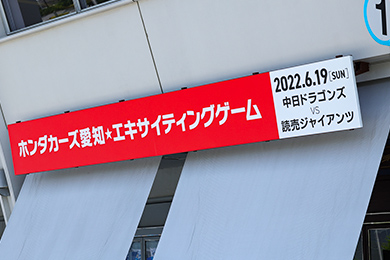 ホンダカーズ愛知★エキサイティングゲーム
2022.6.19[SUN]
中日ドラゴンズ
VS
読売ジャイアンツ